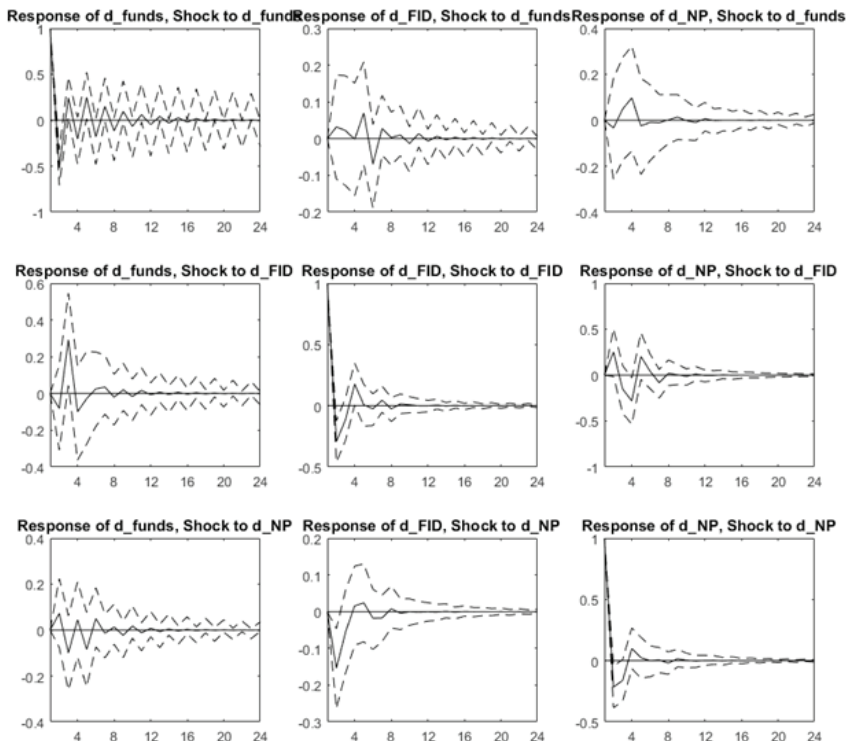 Response of d_funds, Shock to d_funds
1
0.5
0
-0.5
-1
4 8 12 16 20 24
Response of d_FID, Shock to d_funds
0.3
0.2
0.1
0
-0.1
-0.2
4 8 12 16 20 24
Response of d_NP, Shock to d_funds
0.4
0.2
0
-0.2
-0.4
4 8 12 16 20 24
Response of d_funds, Shock to d_FID
0.6
0.4
0.2
0
-0.2
-0.4
4 8 12 16 20 24
Response of d_FID, Shock to d_FID
1
0.5
0
-0.5
4 8 12 16 20 24
Response of d_NP, Shock to d_FID
1
0.5
0
-0.5
-1
4 8 12 16 20 24
Response of d_funds, Shock to d_NP
0.4
0.2
0
-0.2
-0.4
4 8 12 16 20 24
Response of d_FID, Shock to d_NP
0.2
0.1
0
-0.1
-0.2
-0.3
4 8 12 16 20 24
Response of d_NP, Shock to d_NP
1
0.5
0
-0.5
4 8 12 16 20 24